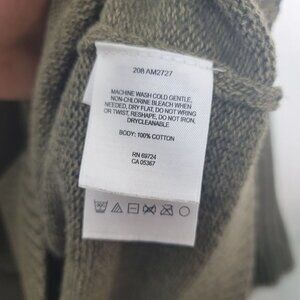 208 AM2727
MACHINE WASH COLD GENTLE,
NON-CHLORINE BLEACH WHEN
NEEDED, DRY FLAT, DO NOT WRING
OR TWIST, RESHAPE, DO NOT IRON,
DRYCLEANABLE
BODY: 100% COTTON
RN 69724
CA 05367